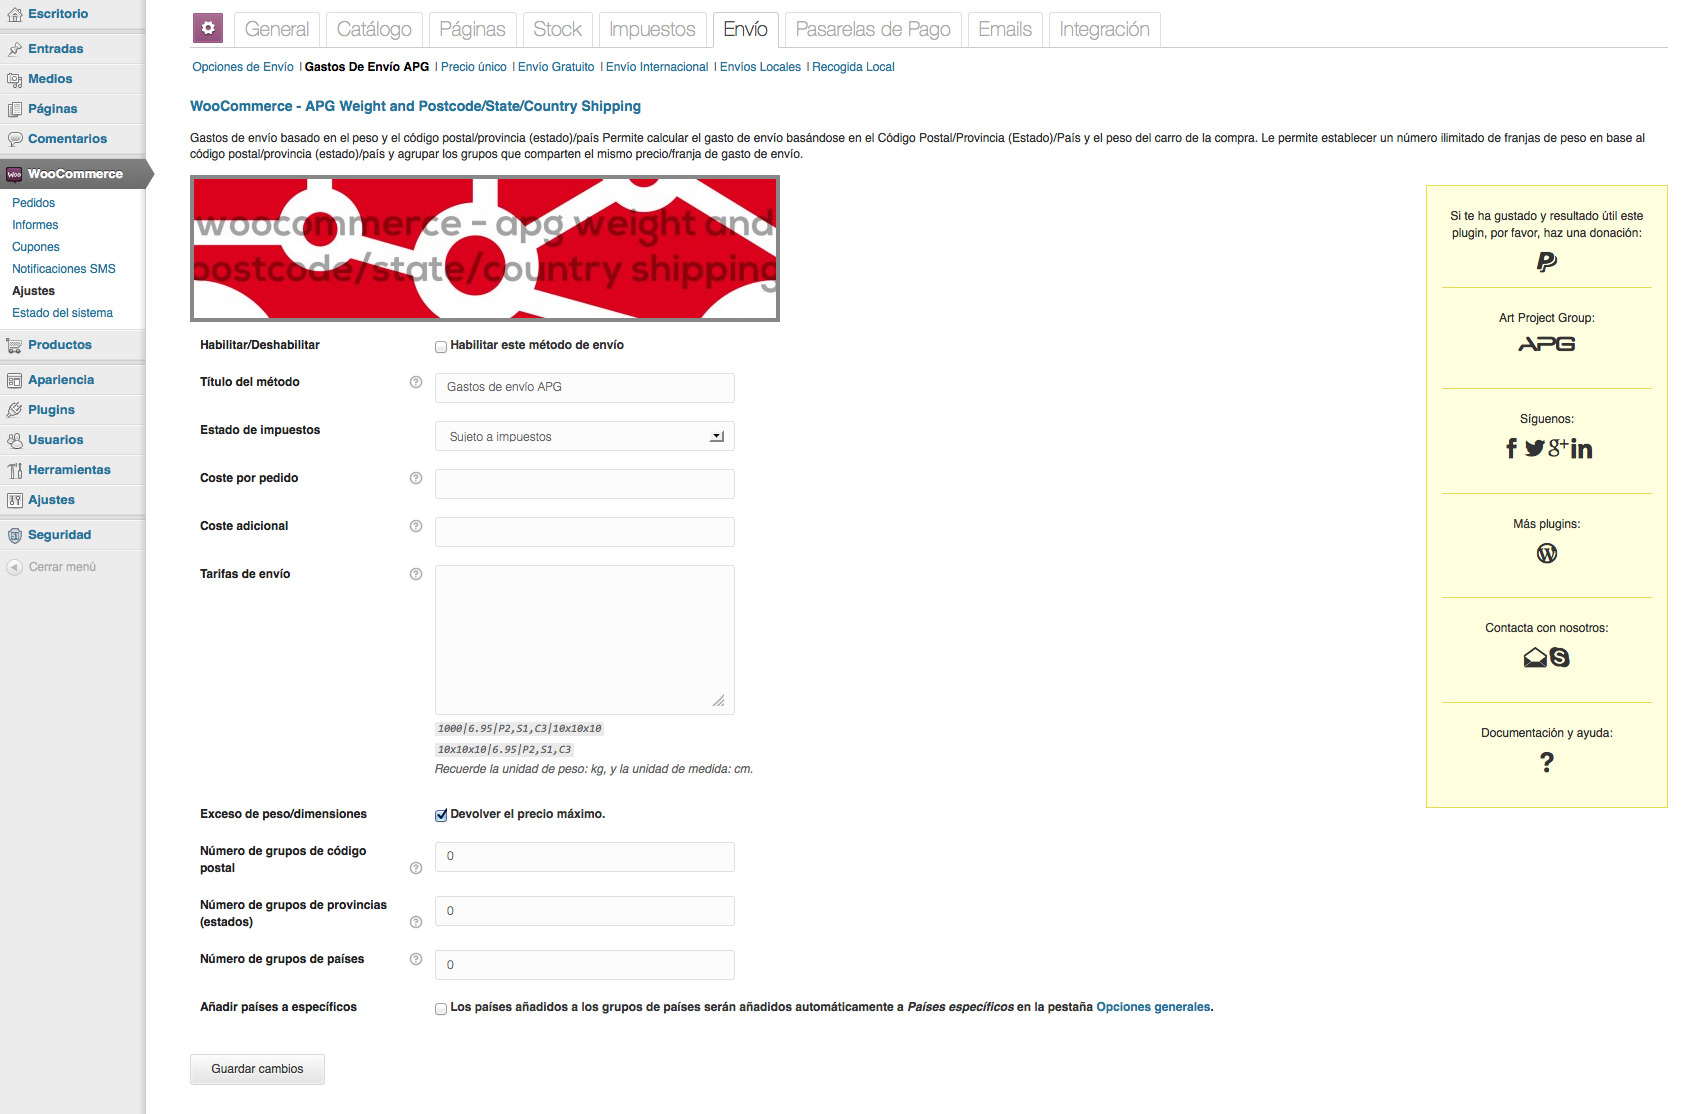 Escritorio
Entradas
Medios
Páginas
Comentarios
Woo WooCommerce
Pedidos
Informes
Cupones
Notificaciones SMS
Ajustes
Estado del sistema
Productos
Apariencia
Plugins
Usuarios
Herramientas
Ajustes
Seguridad
Cerrar menú
General Catálogo Páginas Stock Impuestos Envío Pasarelas de Pago Emails Integración
Opciones de Envío | Gastos De Envío APG | Precio único | Envío Gratuito | Envío Internacional | Envíos Locales | Recogida Local
WooCommerce - APG Weight and Postcode/State/Country Shipping
Gastos de envío basado en el peso y el código postal/provincia (estado)/país Permite calcular el gasto de envío basándose en el Código Postal/Provincia (Estado)/País y el peso del carro de la compra. Le permite establecer un número ilimitado de franjas de peso en base al
código postal/provincia (estado)/país y agrupar los grupos que comparten el mismo precio/franja de gasto de envío.
woocommerce - apg weight and
postcode/state/country shipping
Habilitar/Deshabilitar Habilitar este método de envío
Título del método ? Gastos de envío APG
Estado de impuestos Sujeto a impuestos
Coste por pedido ?
Coste adicional ?
Tarifas de envío ?
1000|6.95|P2,S1,C3|10x10x10
10x10x10|6.95|P2,S1,C3
Recuerde la unidad de peso: kg, y la unidad de medida: cm.
Exceso de peso/dimensiones Devolver el precio máximo.
Número de grupos de código
postal ? 0
Número de grupos de provincias
(estados) ? 0
Número de grupos de países ? 0
Añadir países a específicos Los países añadidos a los grupos de países serán añadidos automáticamente a Países específicos en la pestaña Opciones generales.
Guardar cambios
Si te ha gustado y resultado útil este
plugin, por favor, haz una donación:
Art Project Group:
APG
Síguenos:
Más plugins:
Contacta con nosotros:
Documentación y ayuda:
?